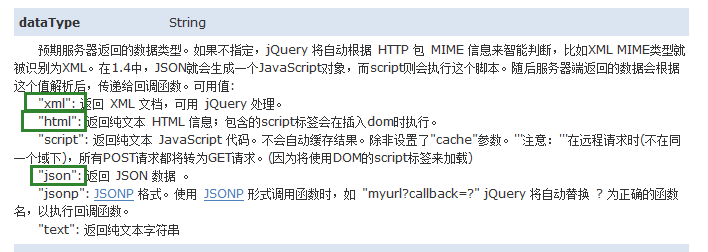 dataType String
预期服务器返回的数据类型。如果不指定，jQuery 将自动根据 HTTP 包 MIME 信息来智能判断，比如XML MIME类型就
被识别为XML。在1.4中，JSON就会生成一个JavaScript对象，而script则会执行这个脚本。随后服务器端返回的数据会根据
这个值解析后，传递给回调函数。可用值:
"xml": 返回 XML 文档，可用 jQuery 处理。
"html": 返回纯文本 HTML 信息；包含的script标签会在插入dom时执行。
"script": 返回纯文本 JavaScript 代码。不会自动缓存结果。除非设置了"cache"参数。'''注意：'''在远程请求时(不在同
一个域下)，所有POST请求都将转为GET请求。(因为将使用DOM的script标签来加载)
"json": 返回 JSON 数据 。
"jsonp": JSONP 格式。使用 JSONP 形式调用函数时，如 "myurl?callback=?" jQuery 将自动替换 ? 为正确的函数
名，以执行回调函数。
"text": 返回纯文本字符串